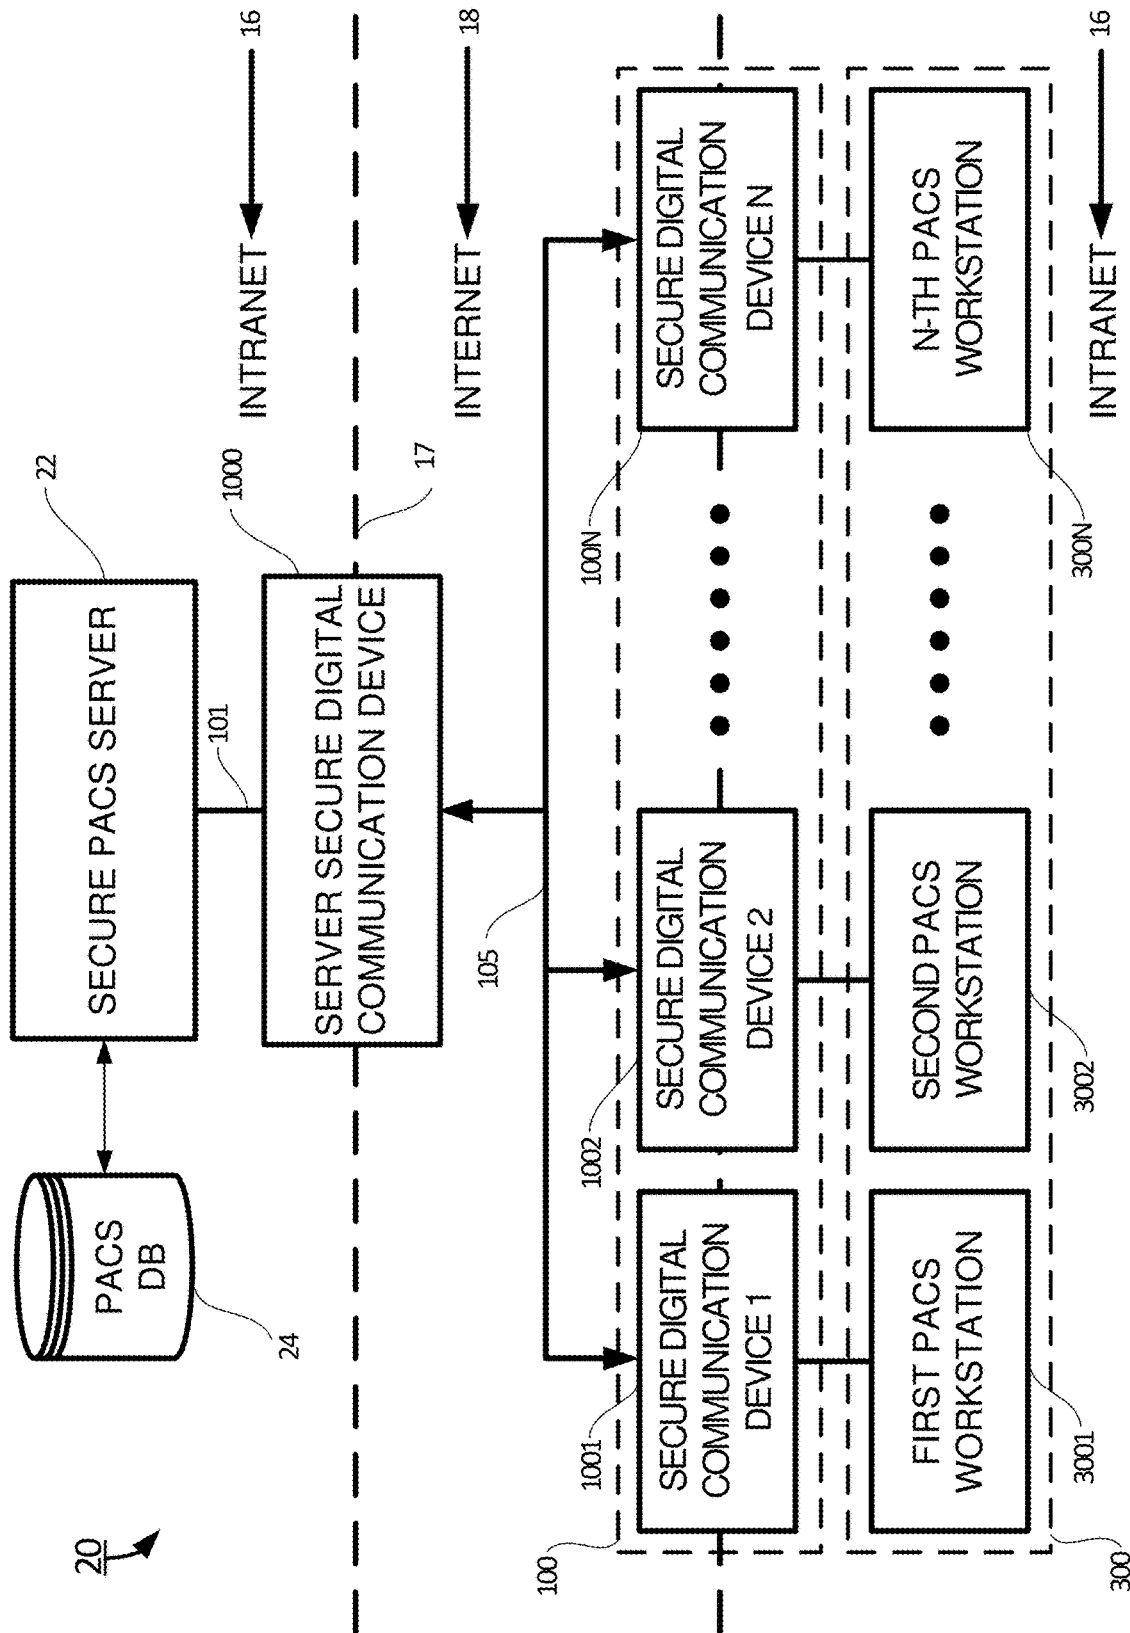 20
PACS
DB
24
SECURE PACS SERVER
22
101
INTRANET
16
SERVER SECURE DIGITAL
COMMUNICATION DEVICE
1000
17
INTERNET
18
105
100
1001
SECURE DIGITAL
COMMUNICATION
DEVICE 1
1002
SECURE DIGITAL
COMMUNICATION
DEVICE 2
100N
SECURE DIGITAL
COMMUNICATION
DEVICE N
300
FIRST PACS
WORKSTATION
3001
SECOND PACS
WORKSTATION
3002
N-TH PACS
WORKSTATION
300N
INTRANET
16